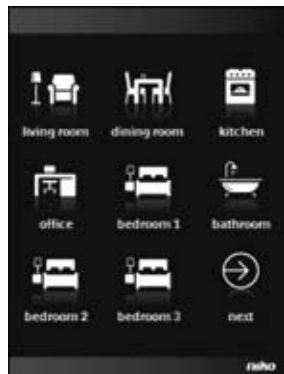 living room dining room kitchen
office bedroom 1 bathroom
bedroom 2 bedroom 3 next
niko